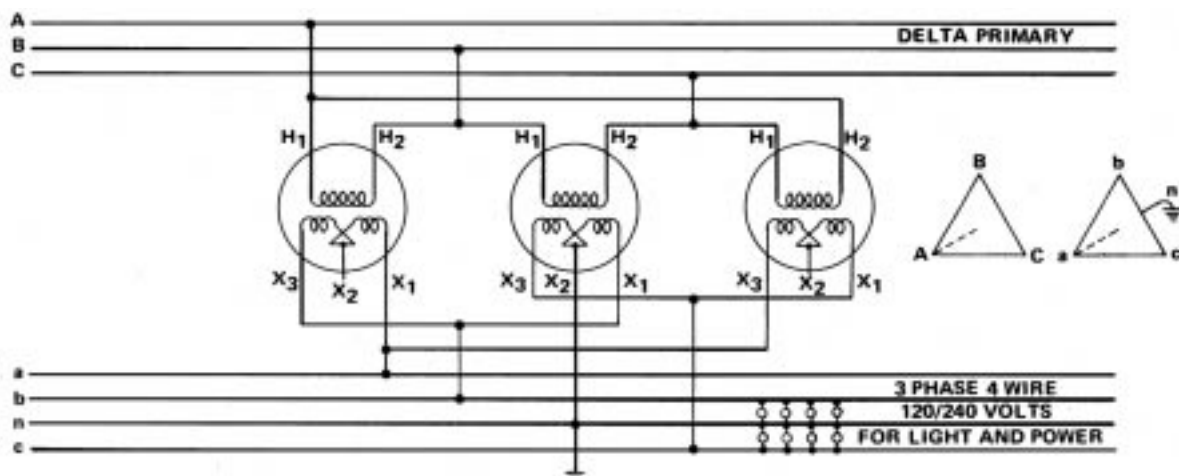 A
B
C
DELTA PRIMARY
H1 H2 H1 H2 H1 H2
X3 X2 X1 X3 X2 X1 X3 X2 X1
B b n
A C a c
a
b
n
c
3 PHASE 4 WIRE
120/240 VOLTS
FOR LIGHT AND POWER